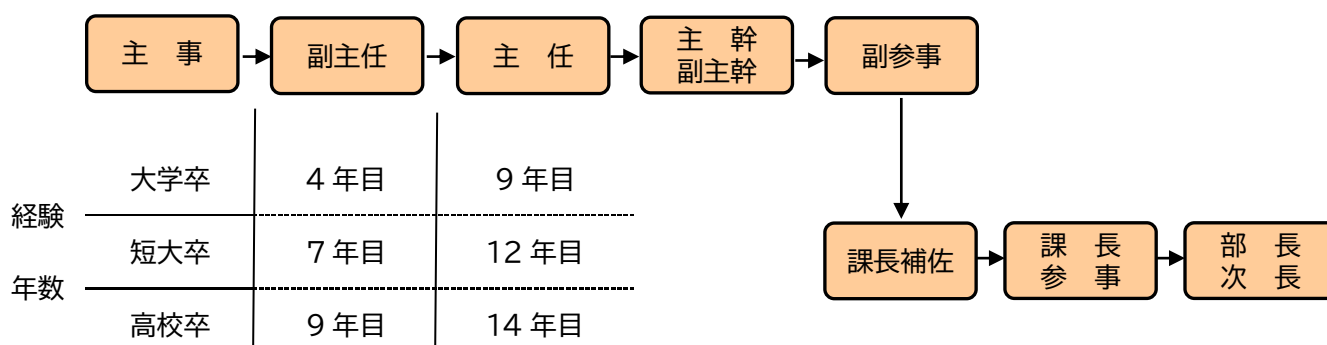 主　事
副主任
主　任
主　幹
副主幹
副参事
経験
年数
大学卒
4 年目
9 年目
短大卒
7 年目
12 年目
高校卒
9 年目
14 年目
課長補佐
課　長
参　事
部　長
次　長